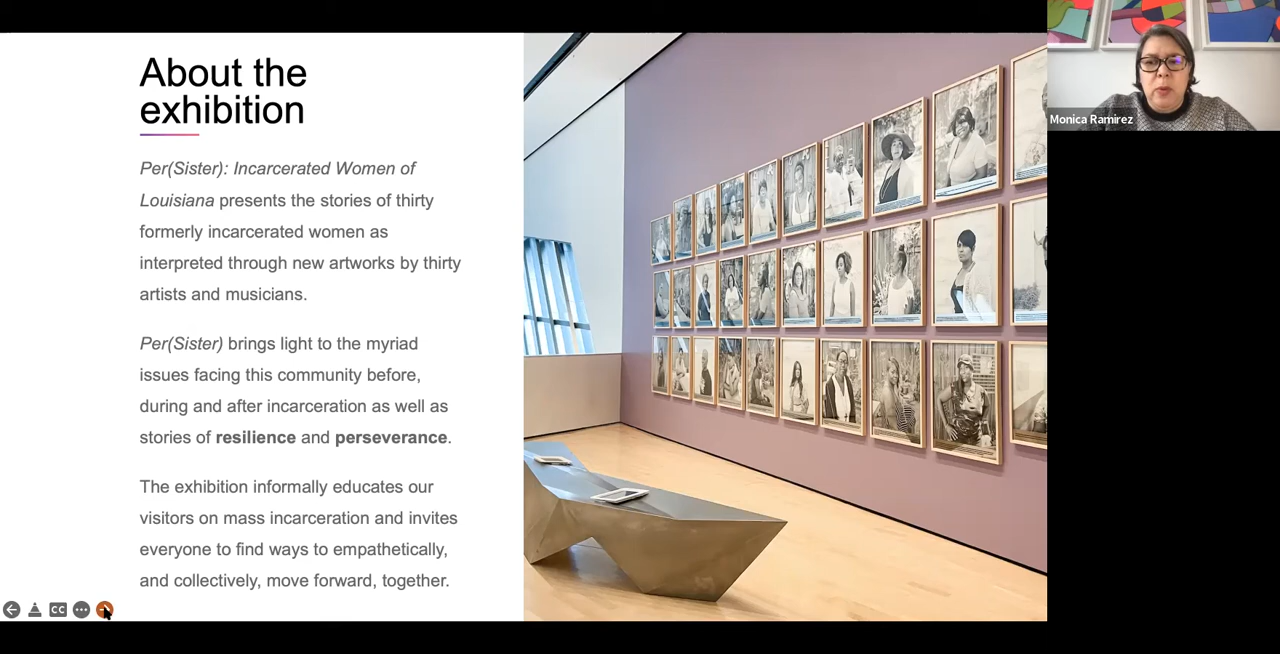 About the
exhibition
Per(Sister): Incarcerated Women of
Louisiana presents the stories of thirty
formerly incarcerated women as
interpreted through new artworks by thirty
artists and musicians.
Per(Sister) brings light to the myriad
issues facing this community before,
during and after incarceration as well as
stories of resilience and perseverance.
The exhibition informally educates our
visitors on mass incarceration and invites
everyone to find ways to empathetically,
and collectively, move forward, together.
CC
Monica Ramirez